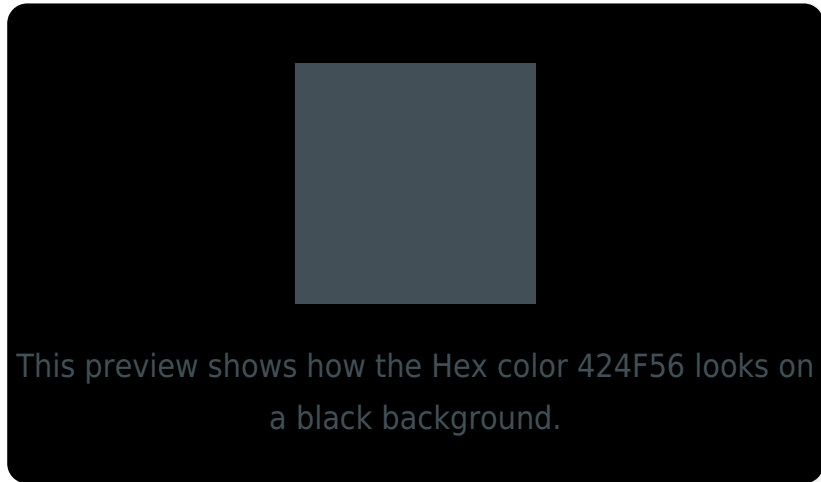 This preview shows how the Hex color 424F56 looks on
a black background.